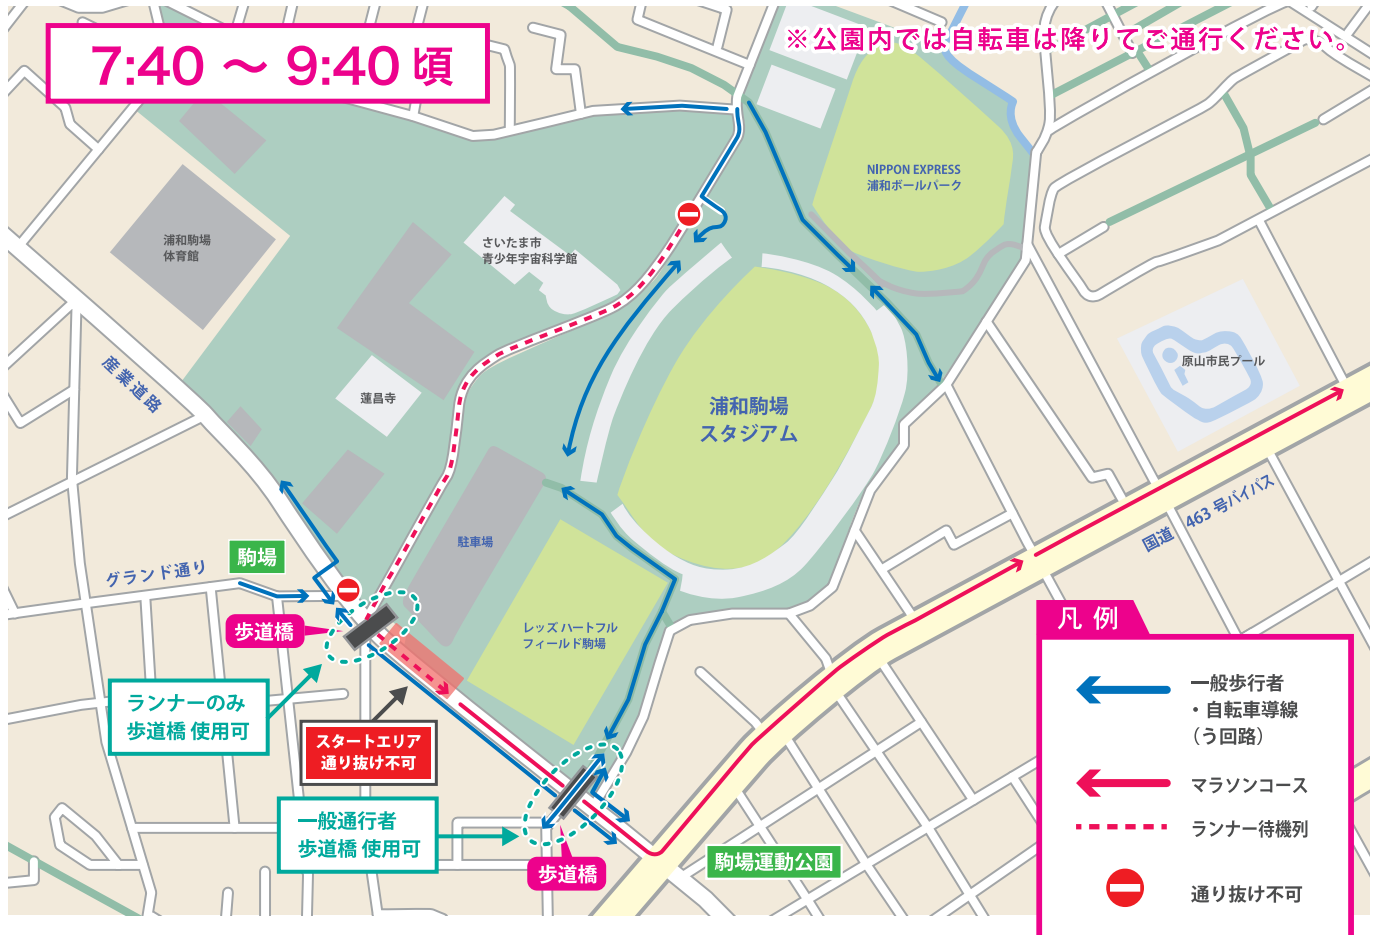 7:40 〜 9:40 頃
※公園内では自転車は降りてご通行ください。
NIPPON EXPRESS
浦和ボールパーク
浦和駒場
体育館
さいたま市
青少年宇宙科学館
原山市民プール
産業道路
蓮昌寺
浦和駒場
スタジアム
国道 463 号バイパス
駐車場
駒場
グランド通り
歩道橋
レッズ ハートフル
フィールド駒場
ランナーのみ
歩道橋 使用可
スタートエリア
通り抜け不可
一般通行者
歩道橋 使用可
歩道橋
駒場運動公園
凡 例
一般歩行者
・自転車導線
（う回路）
マラソンコース
ランナー待機列
通り抜け不可